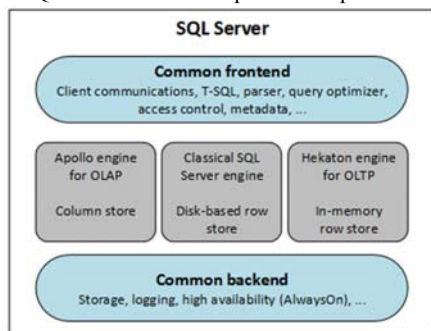 SQL Server
Common frontend
Client communications, T-SQL, parser, query optimizer,
access control, metadata, ...
Apollo engine
for OLAP
Column store
Classical SQL
Server engine
Disk-based row
store
Hekaton engine
for OLTP
In-memory
row store
Common backend
Storage, logging, high availability (AlwaysOn), ...